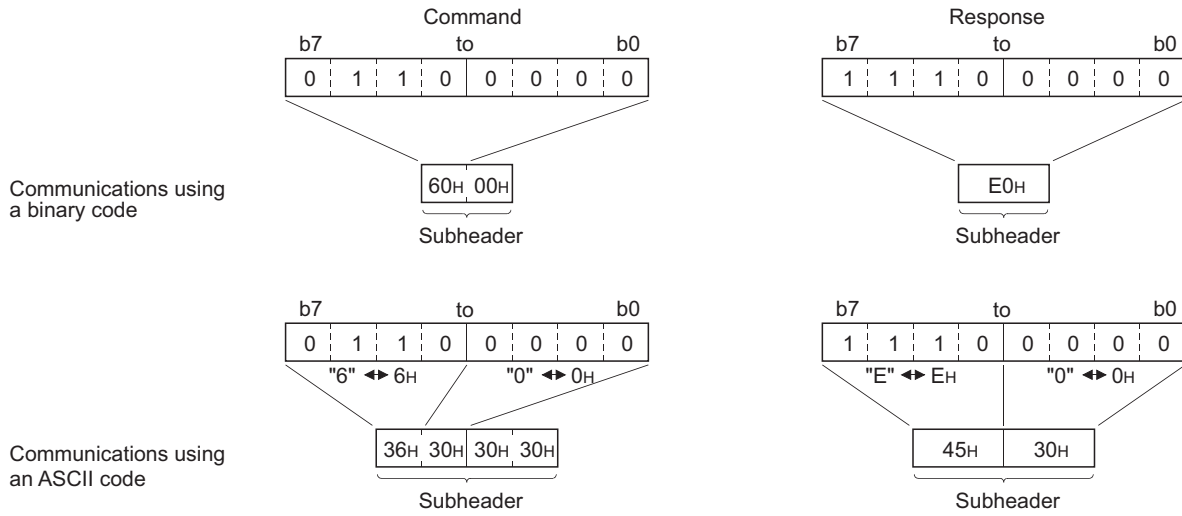 Command
b7 to b0
0 1 1 0 0 0 0 0
60H 00H
Subheader
Response
b7 to b0
1 1 1 0 0 0 0 0
E0H
Subheader
Communications using
a binary code
b7 to b0
0 1 1 0 0 0 0 0
"6" ↔ 6H "0" ↔ 0H
36H 30H 30H 30H
Subheader
b7 to b0
1 1 1 0 0 0 0 0
"E" ↔ EH "0" ↔ 0H
45H 30H
Subheader
Communications using
an ASCII code